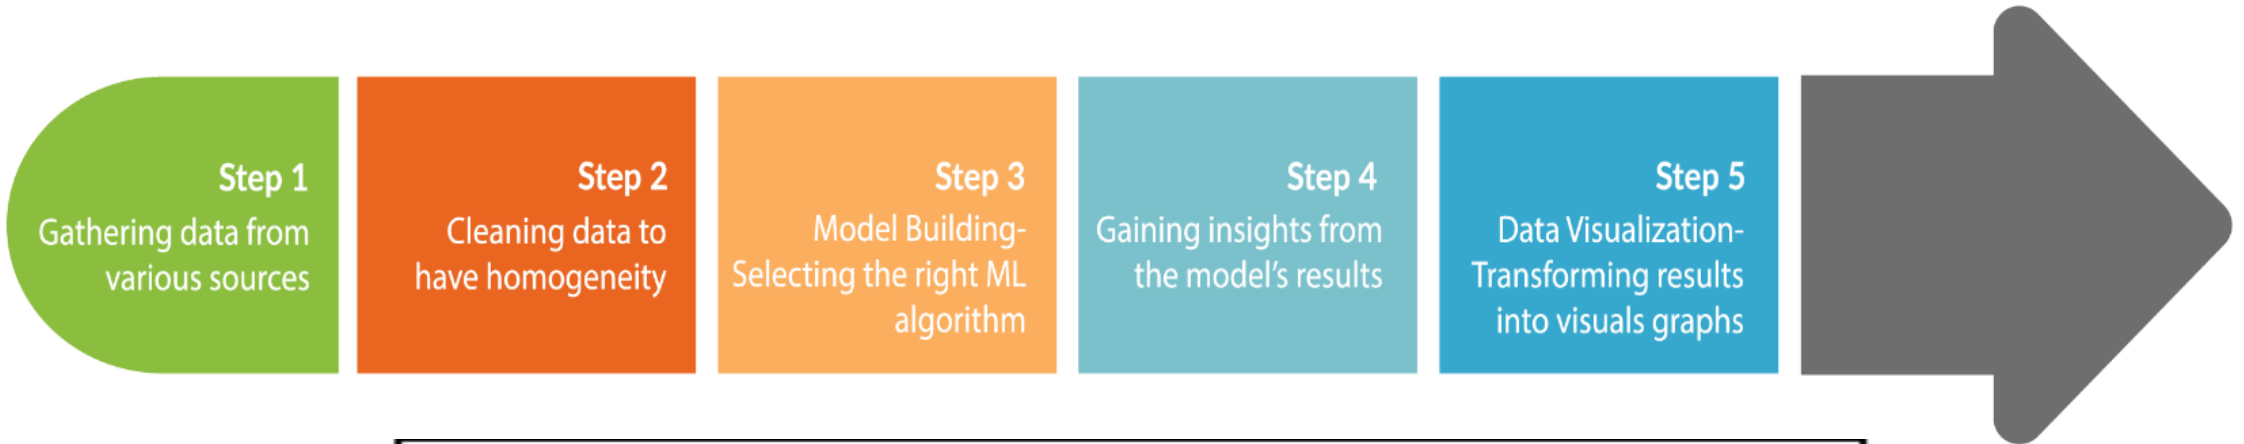 Step 1
Gathering data from
various sources
Step 2
Cleaning data to
have homogeneity
Step 3
Model Building-
Selecting the right ML
algorithm
Step 4
Gaining insights from
the model's results
Step 5
Data Visualization-
Transforming results
into visuals graphs